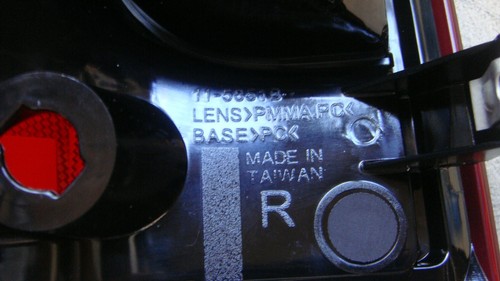 LENS>PMMA,PC<
BASE>PC<
MADE IN
TAIWAN
R